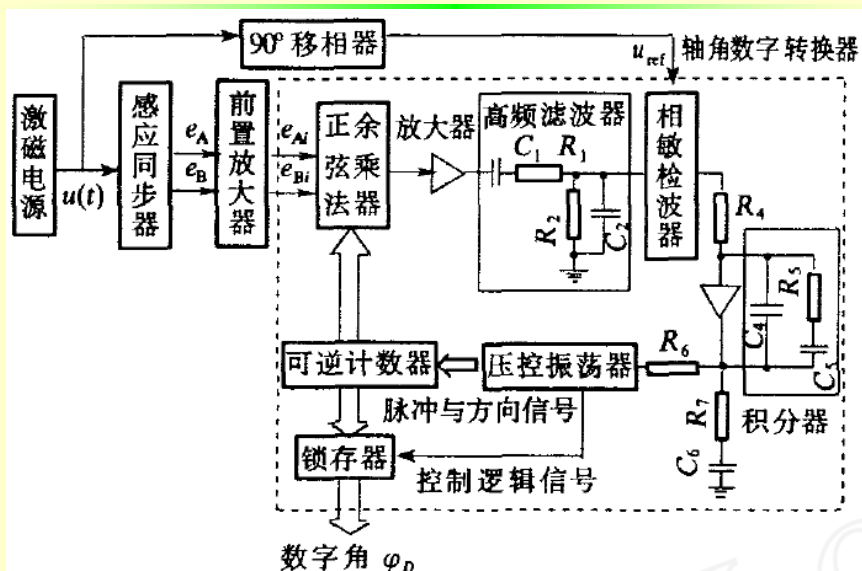 90°移相器
u_ref
轴角数字转换器
激磁电源
u(t)
感应同步器
e_A
e_B
前置放大器
e_Ai
e_Bi
正余弦乘法器
放大器
高频滤波器
C₁
R₁
R₂
C₂
相敏检波器
R₄
R₅
C₄
C₅
积分器
可逆计数器
压控振荡器
R₆
R₇
C₆
脉冲与方向信号
锁存器
控制逻辑信号
数字角 φ_D